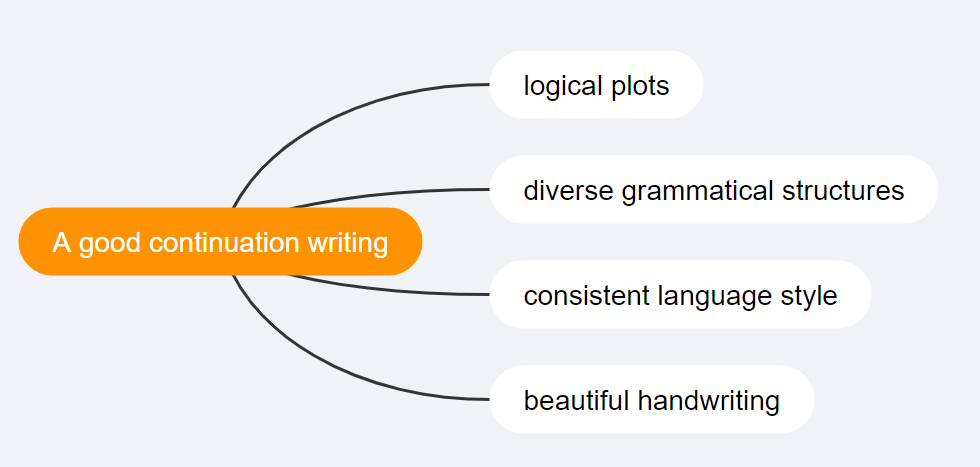 logical plots
diverse grammatical structures
A good continuation writing
consistent language style
beautiful handwriting